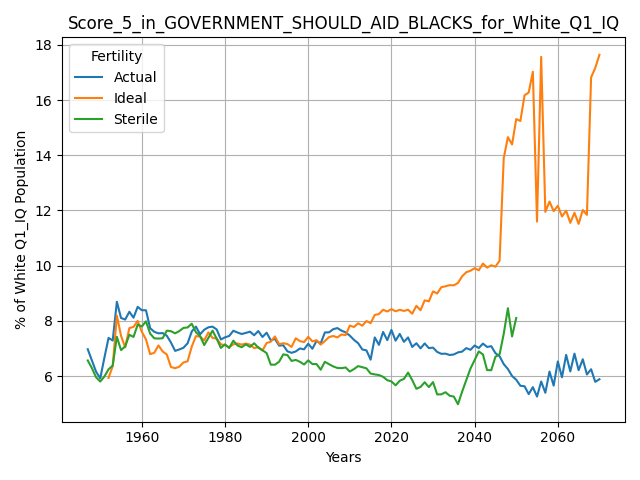 Score_5_in_GOVERNMENT_SHOULD_AID_BLACKS_for_White_Q1_IQ
% of White Q1_IQ Population
18
16
14
12
10
8
6
Fertility
Actual
Ideal
Sterile
1960
1980
2000
2020
2040
2060
Years